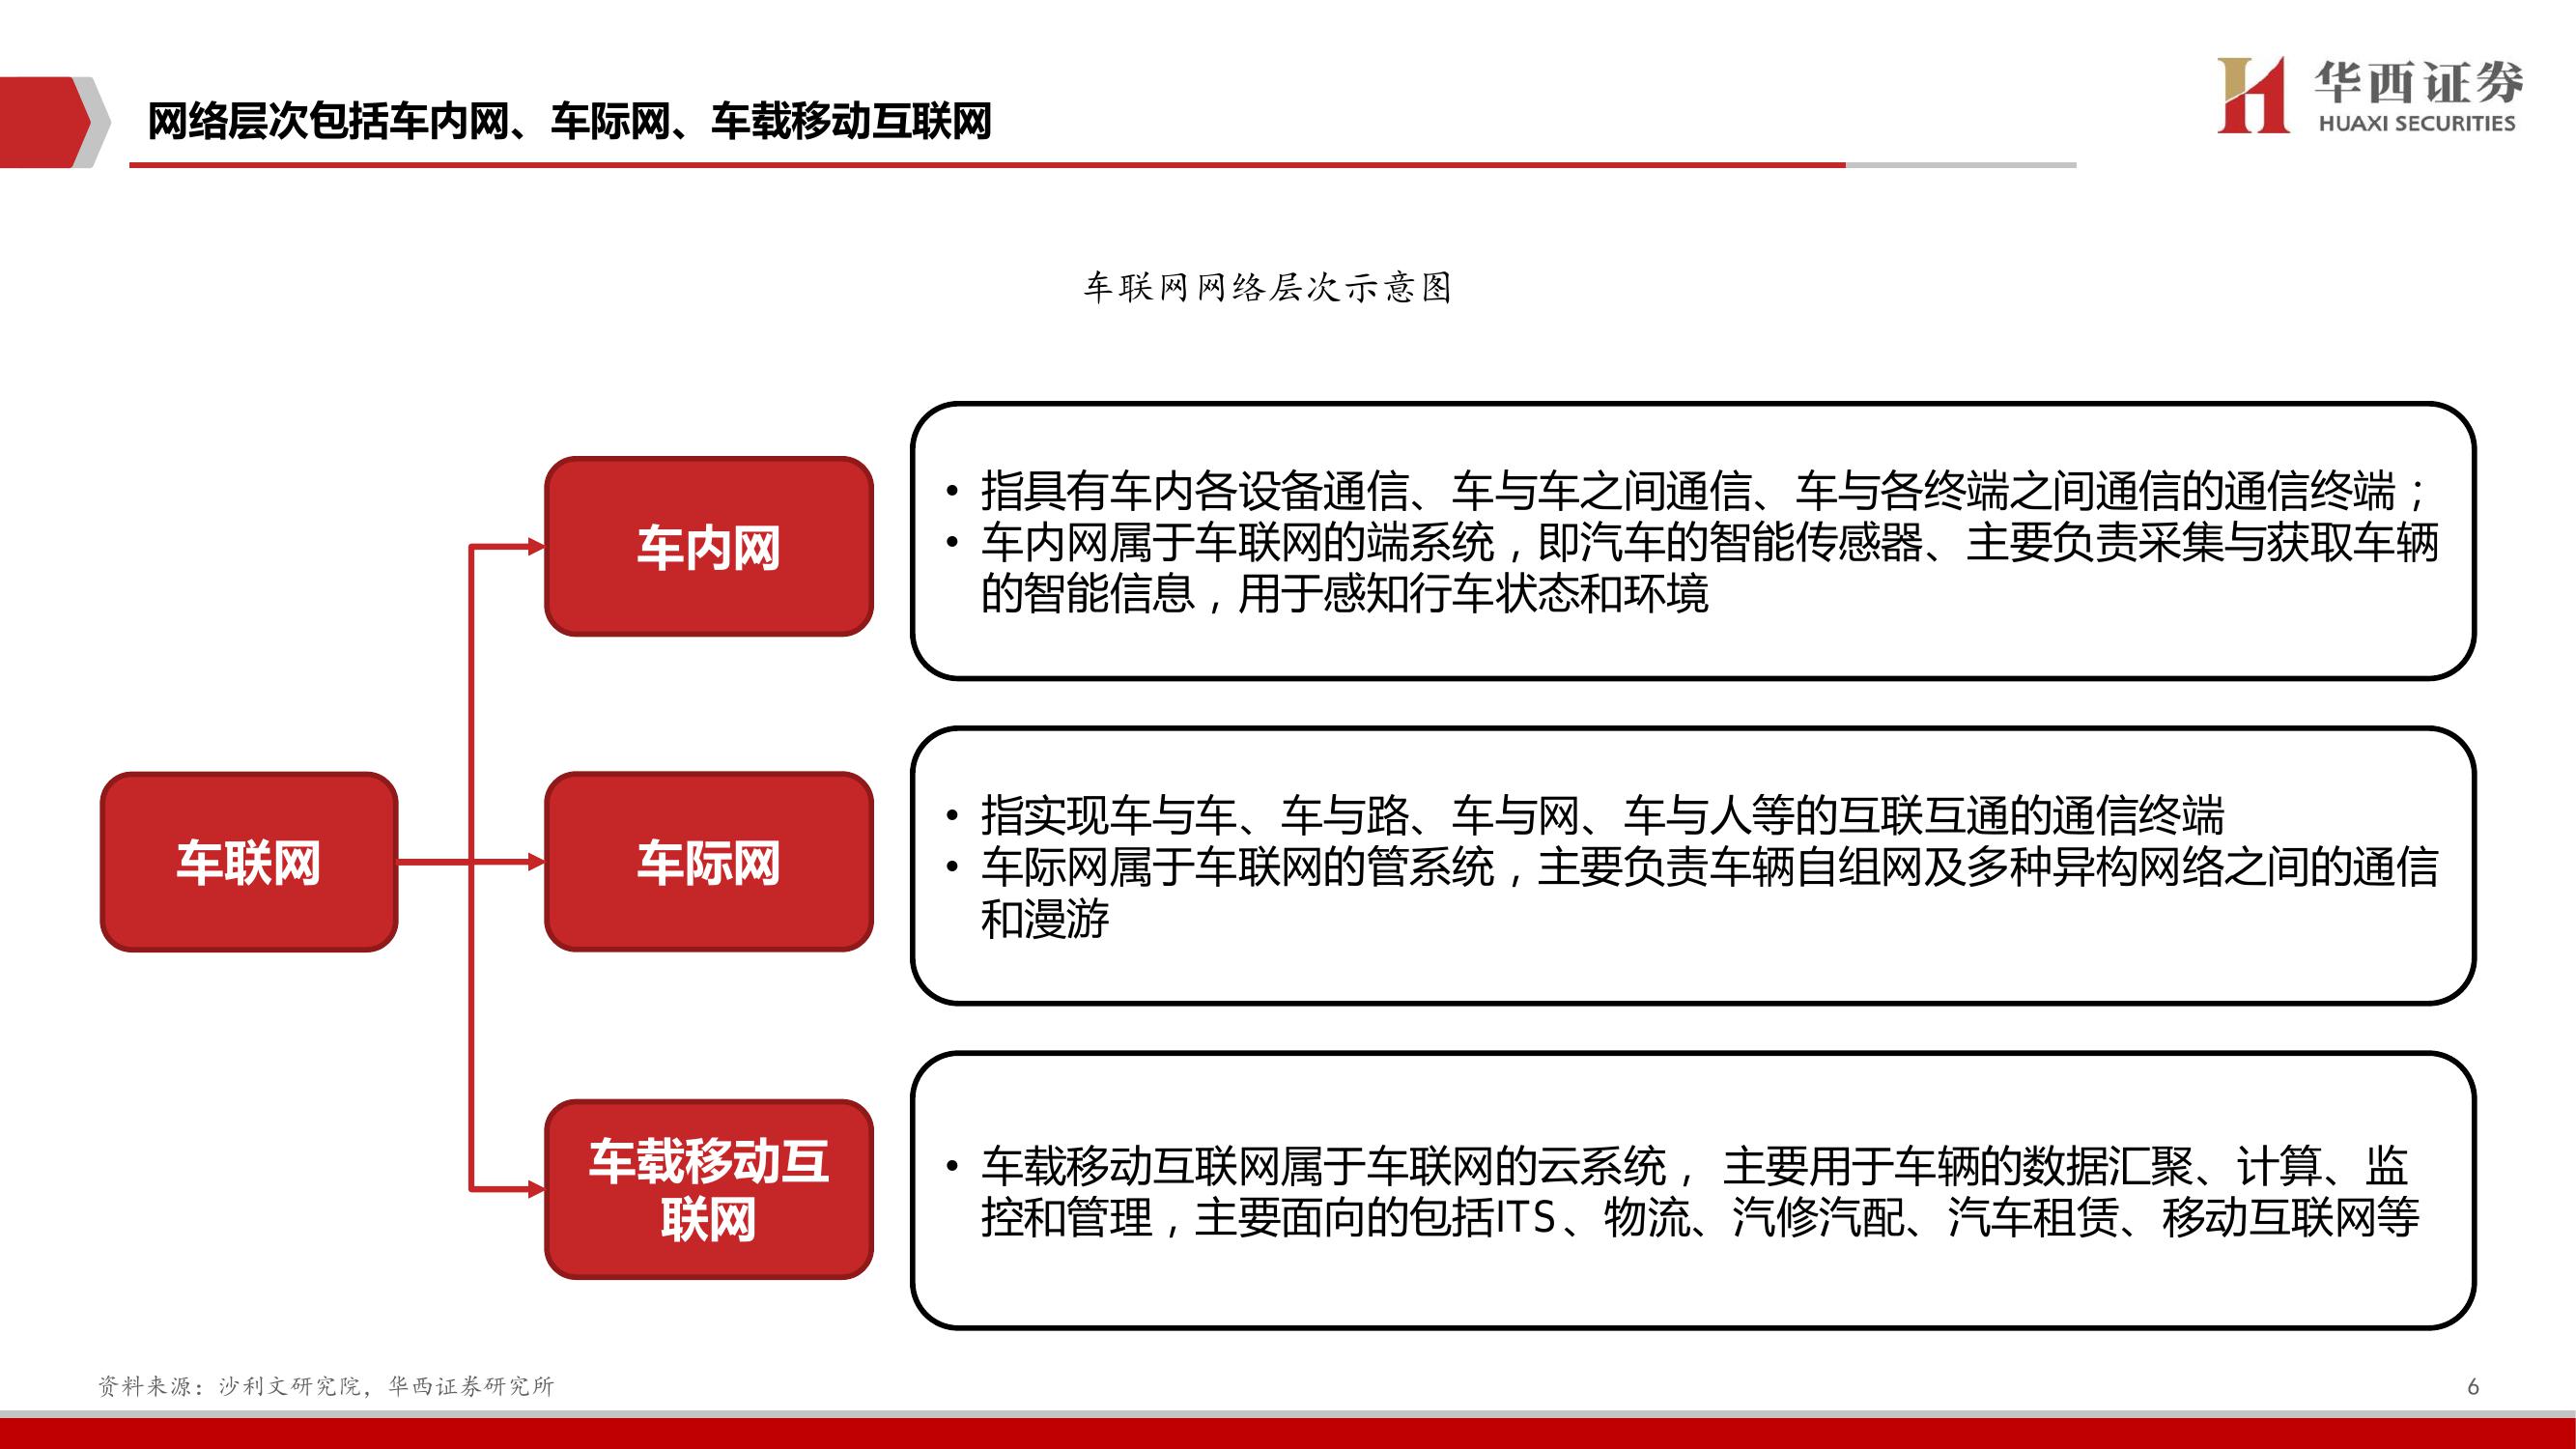 网络层次包括车内网、车际网、车载移动互联网
华西证券
HUAXI SECURITIES
车联网网络层次示意图
车联网
车内网
• 指具有车内各设备通信、车与车之间通信、车与各终端之间通信的通信终端；
• 车内网属于车联网的端系统，即汽车的智能传感器、主要负责采集与获取车辆
的智能信息，用于感知行车状态和环境
车际网
• 指实现车与车、车与路、车与网、车与人等的互联互通的通信终端
• 车际网属于车联网的管系统，主要负责车辆自组网及多种异构网络之间的通信
和漫游
车载移动互
联网
• 车载移动互联网属于车联网的云系统， 主要用于车辆的数据汇聚、计算、监
控和管理，主要面向的包括ITS、物流、汽修汽配、汽车租赁、移动互联网等
资料来源：沙利文研究院，华西证券研究所
6